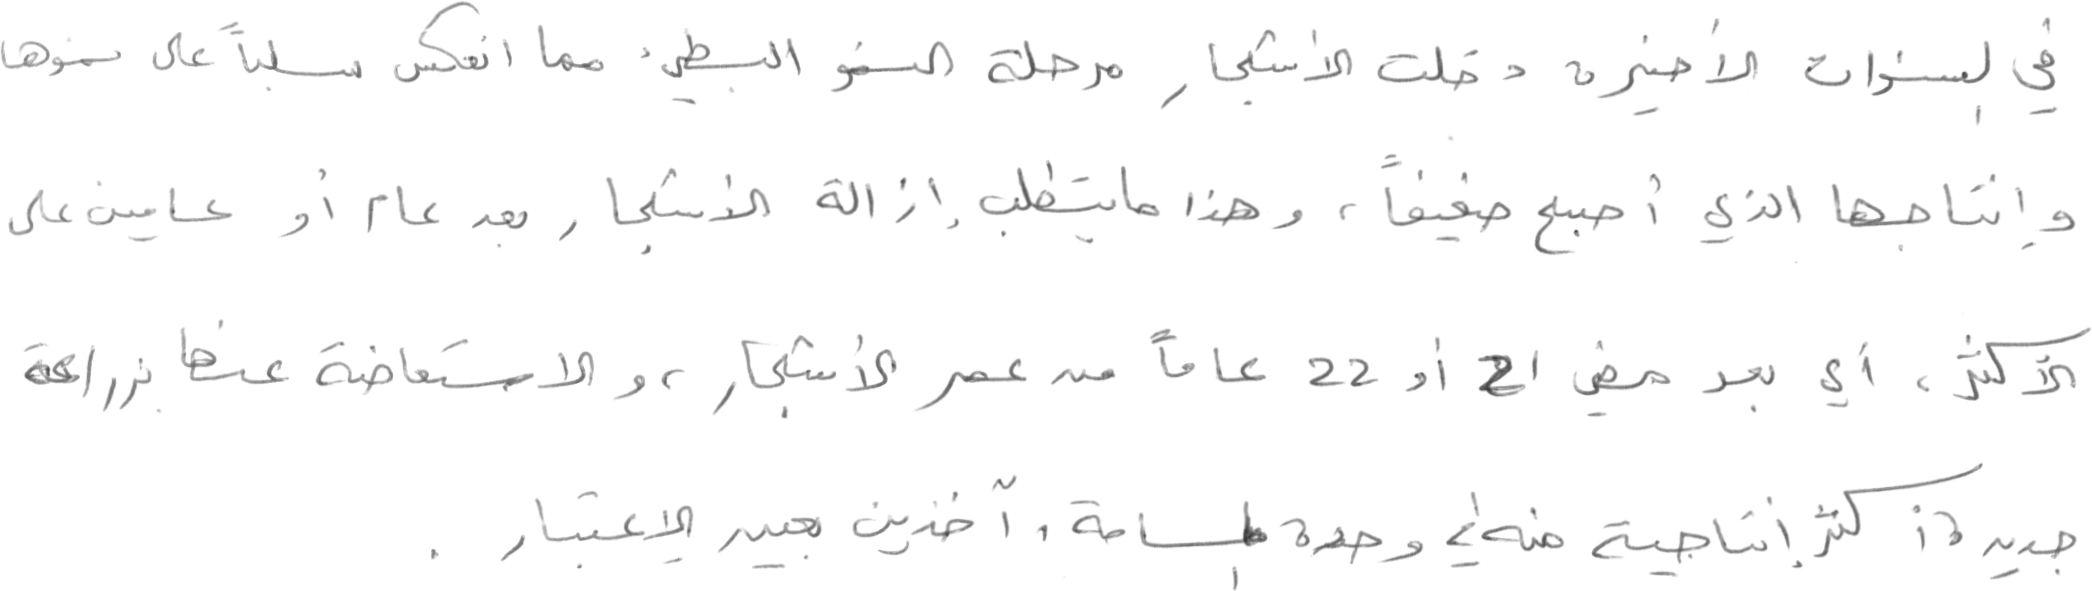 في السنوات الأخيرة دخلت الأشجار مرحلة النمو البطيء مما انعكس سلباً على نموها
وإنتاجها الذي أصبح ضعيفاً، وهذا ما يتطلب إزالة الأشجار بعد عام أو عامين على
الأكثر، أي بعد مضي 21 أو 22 عاماً من عمر الأشجار، والاستعاضة عنها بزراعة
جديدة أكثر إنتاجية منه في وحدة المساحة، آخذين بعين الاعتبار .